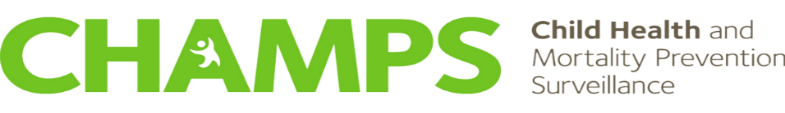 CHAMPS
Child Health and
Mortality Prevention
Surveillance